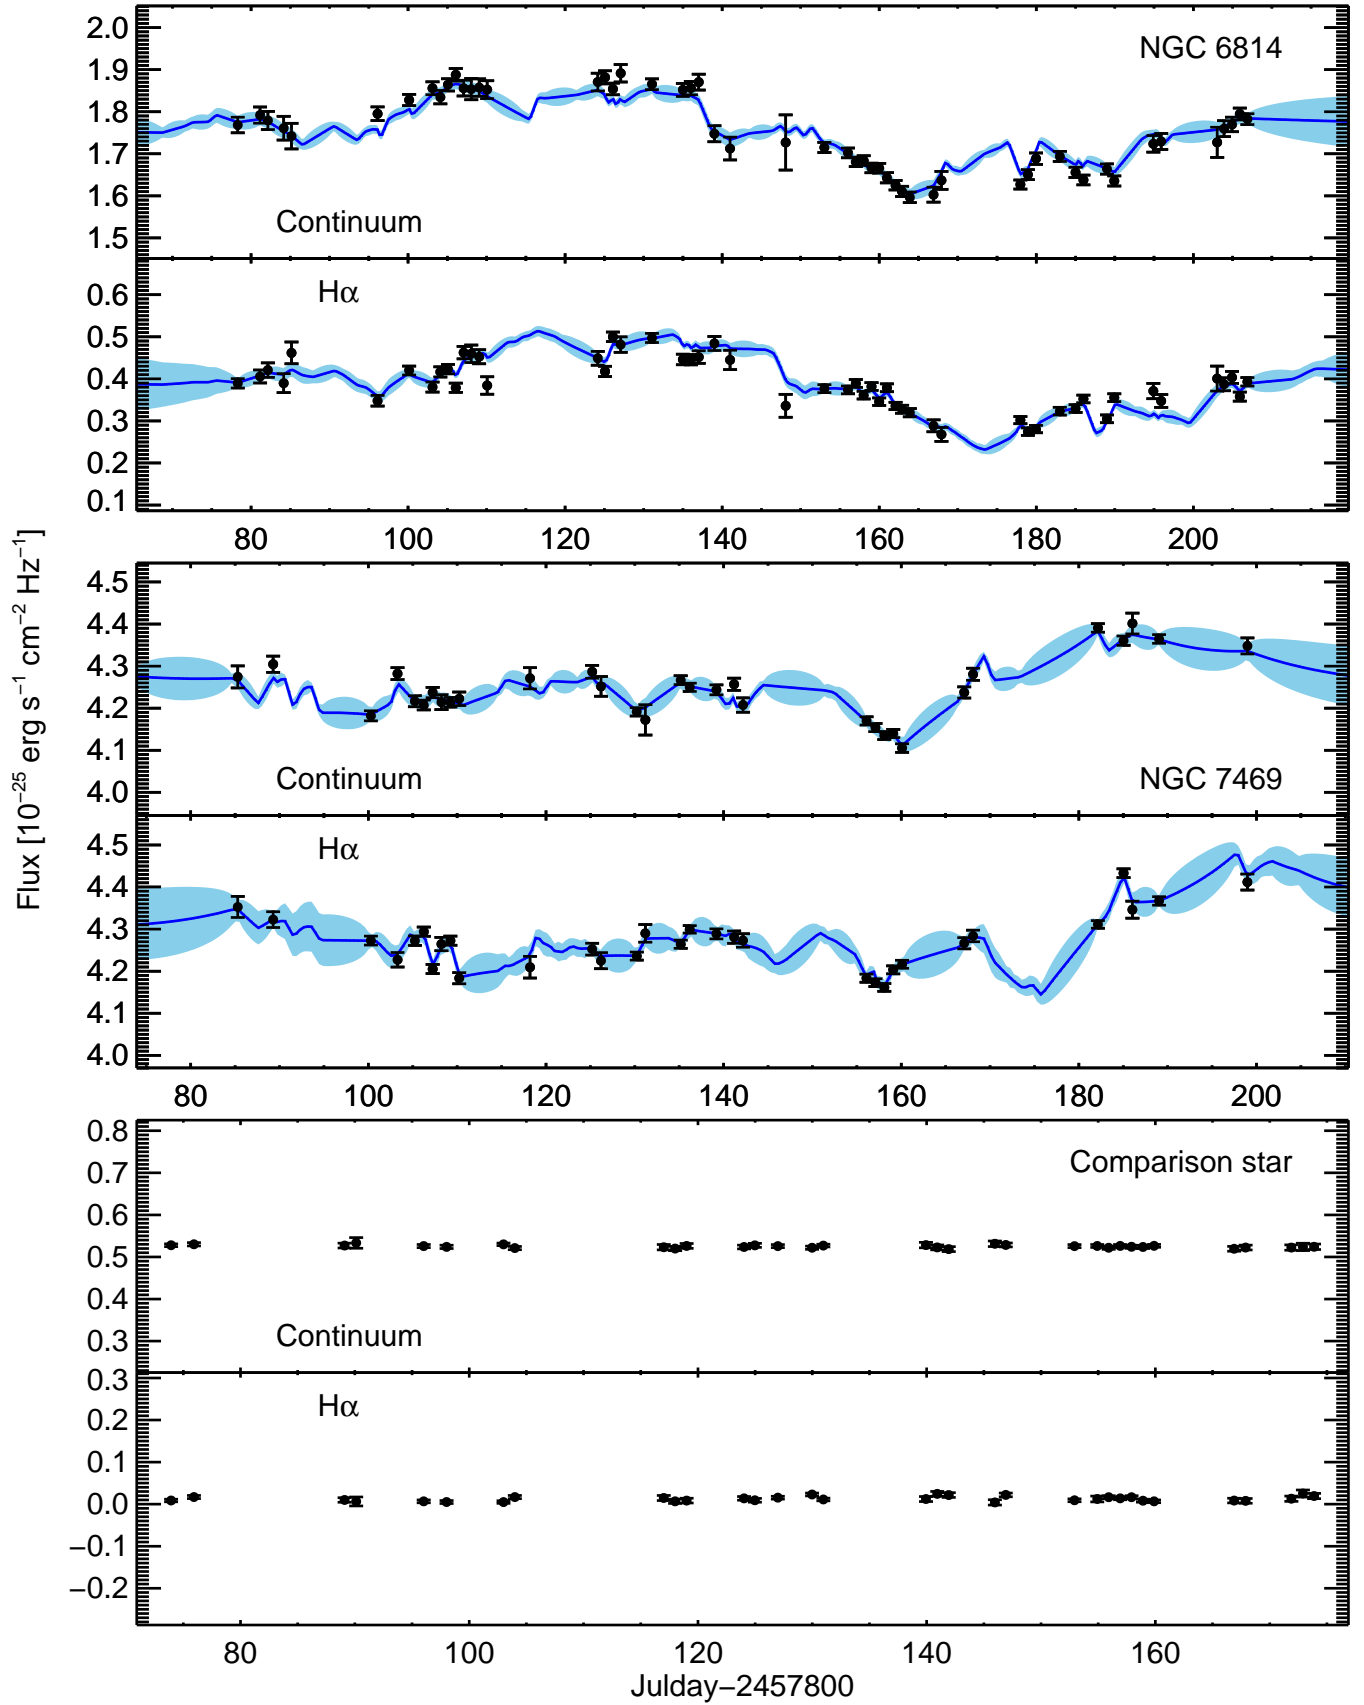 2.0
NGC 6814
1.9
1.8
1.7
1.6
Continuum
1.5
Hα
0.6
0.5
0.4
0.3
0.2
0.1
80 100 120 140 160 180 200
4.5
4.4
4.3
4.2
4.1
Continuum NGC 7469
4.0
Hα
4.5
4.4
4.3
4.2
4.1
4.0
80 100 120 140 160 180 200
0.8
Comparison star
0.7
0.6
0.5
0.4
Continuum
0.3
0.3
Hα
0.2
0.1
0.0
−0.1
−0.2
80 100 120 140 160
Julday−2457800
Flux [10⁻²⁵ erg s⁻¹ cm⁻² Hz⁻¹]